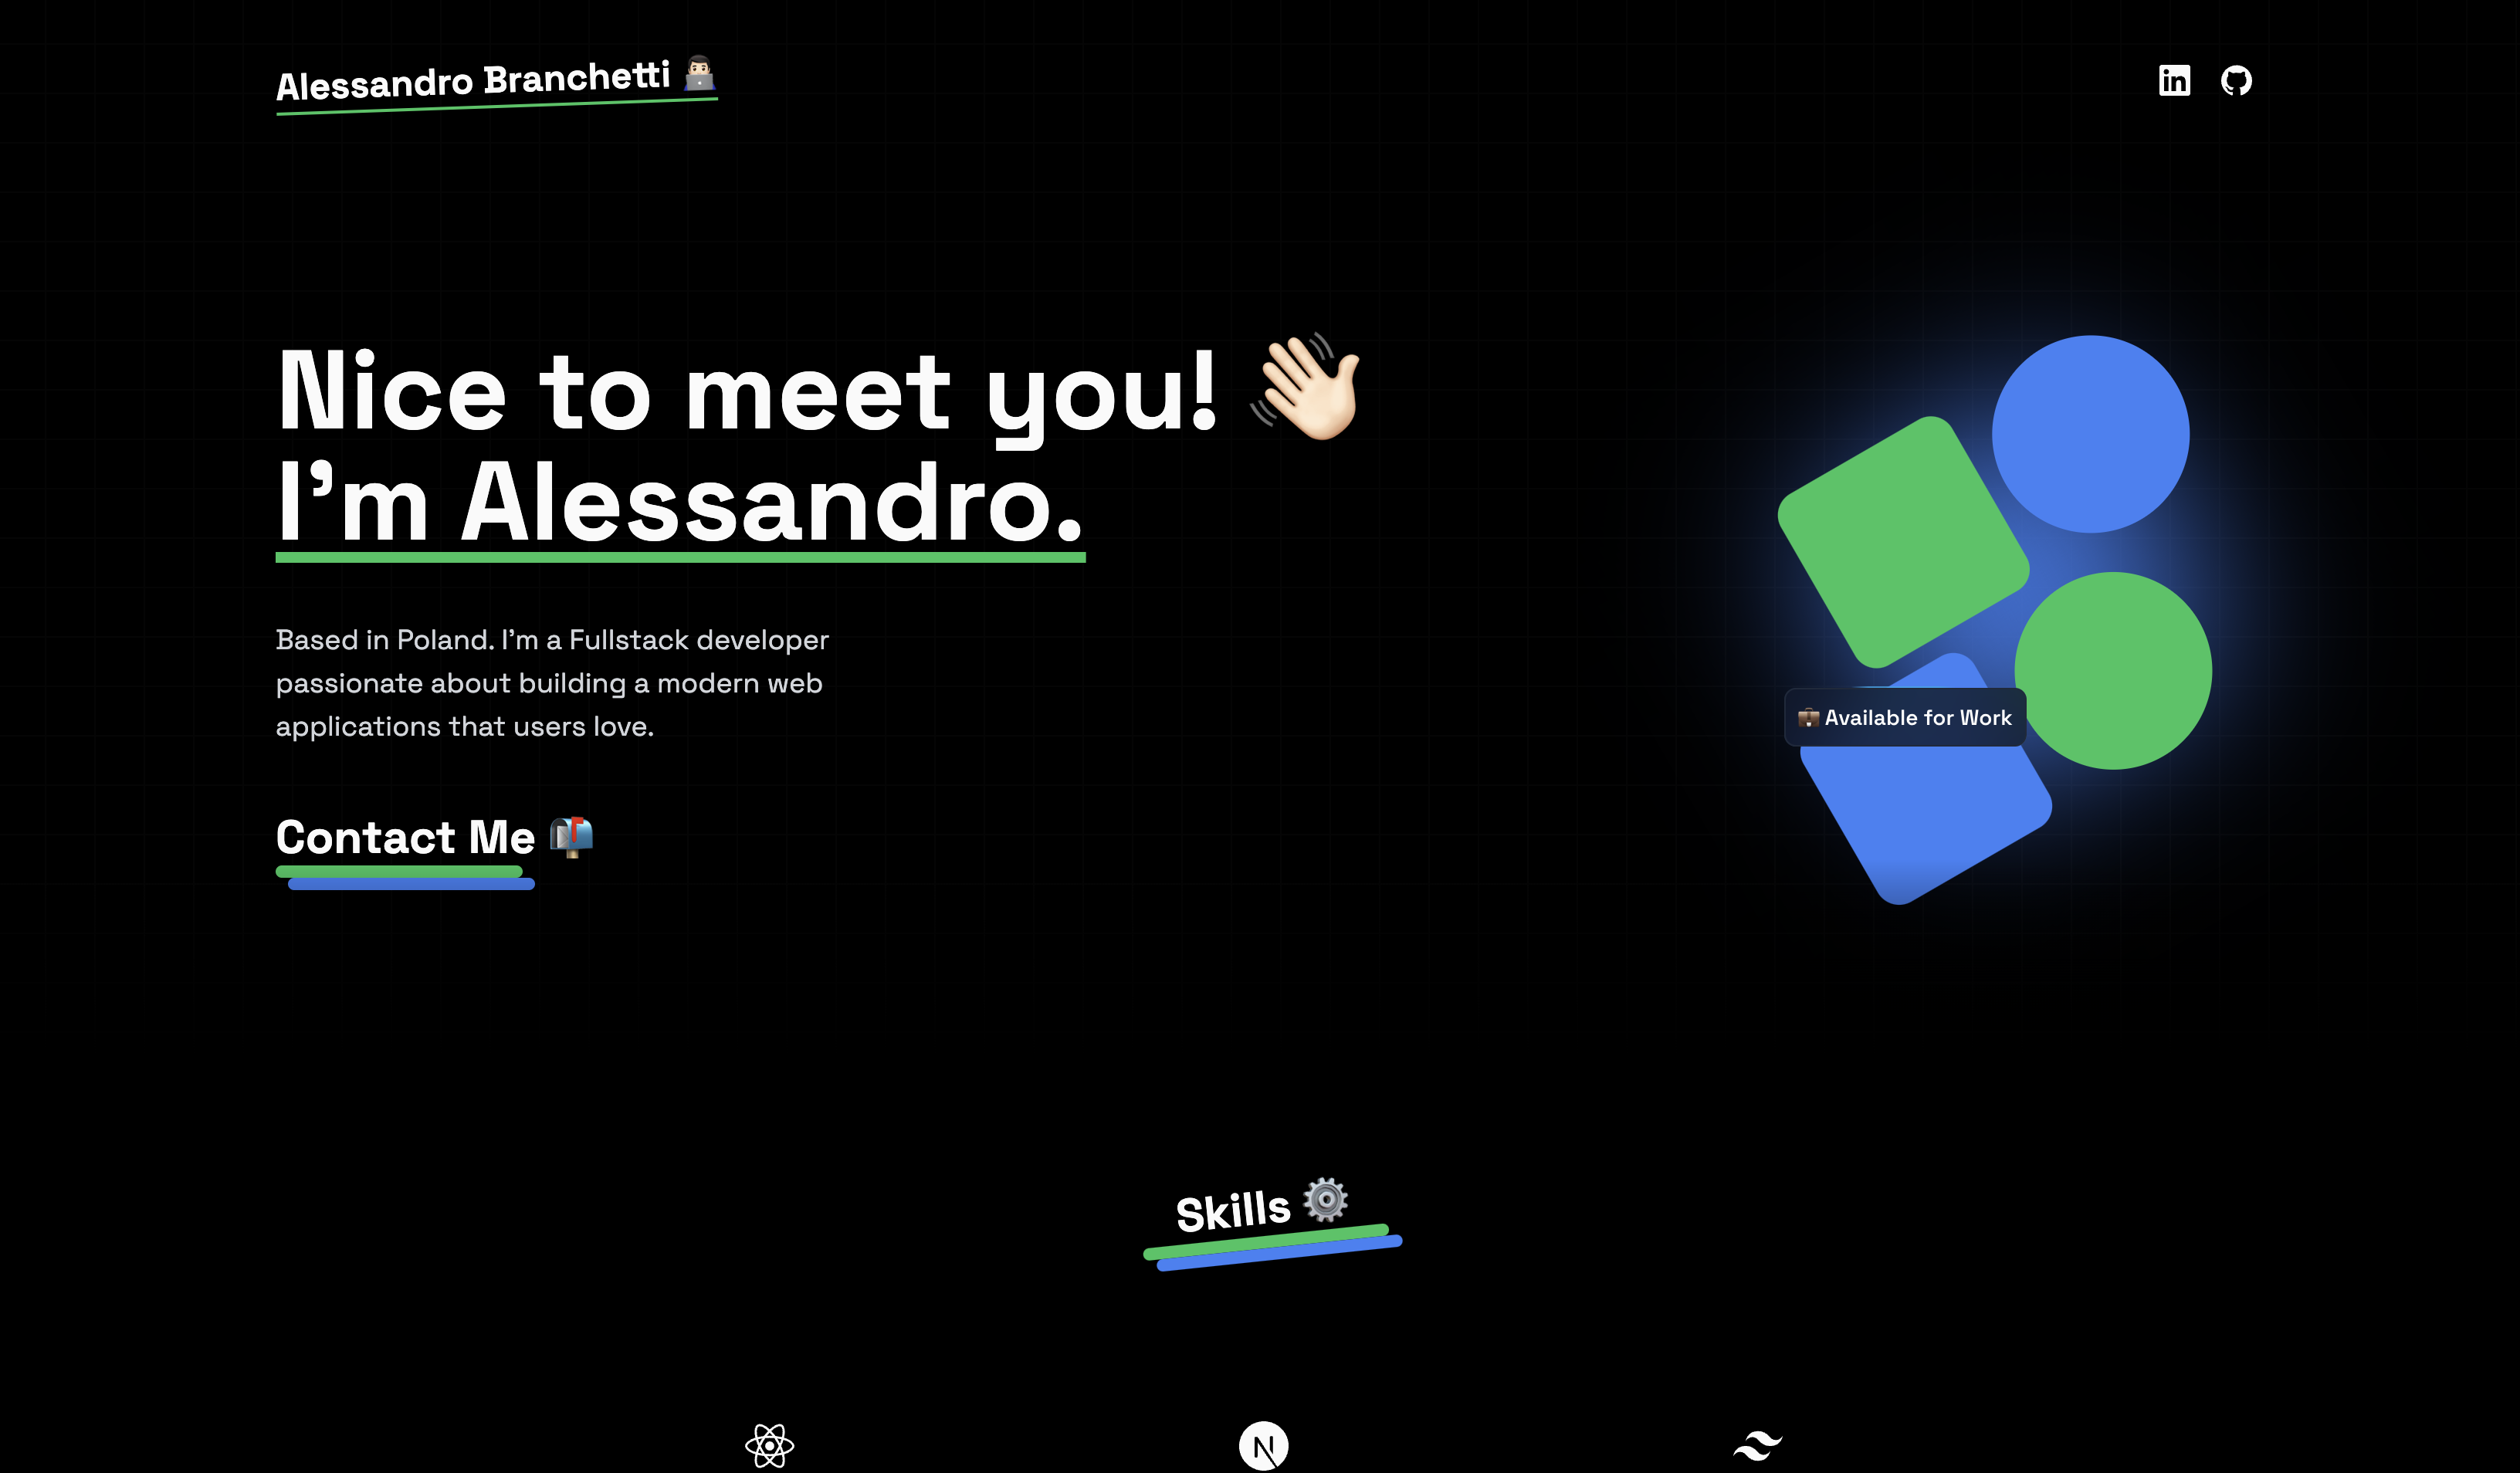 Alessandro Branchetti
Nice to meet you!
I’m Alessandro.
Based in Poland. I’m a Fullstack developer
passionate about building a modern web
applications that users love.
Available for Work
Contact Me
Skills